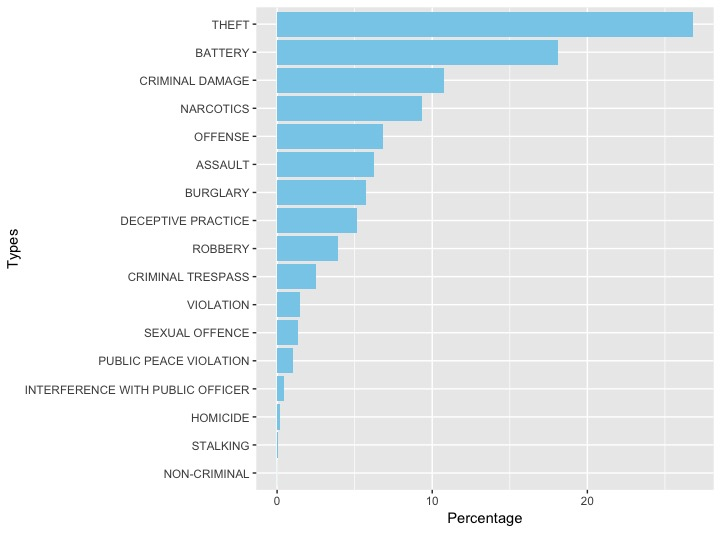 THEFT
BATTERY
CRIMINAL DAMAGE
NARCOTICS
OFFENSE
ASSAULT
BURGLARY
DECEPTIVE PRACTICE
ROBBERY
CRIMINAL TRESPASS
VIOLATION
SEXUAL OFFENCE
PUBLIC PEACE VIOLATION
INTERFERENCE WITH PUBLIC OFFICER
HOMICIDE
STALKING
NON-CRIMINAL
Types
0 10 20
Percentage